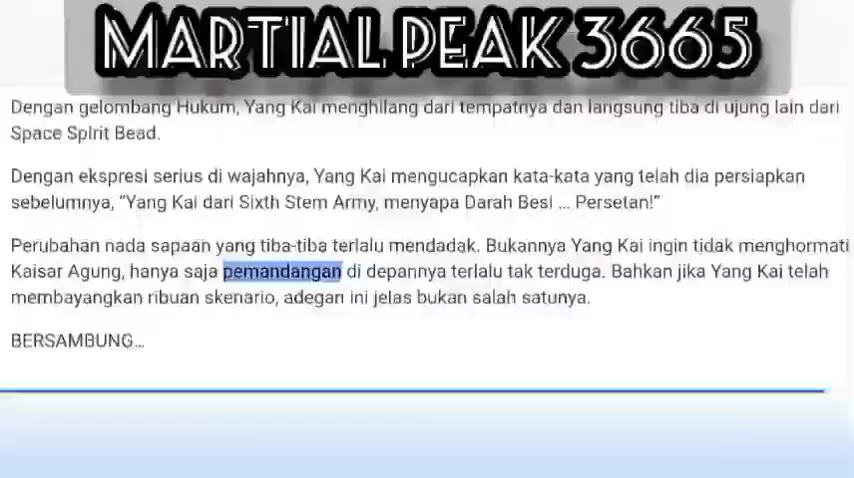 MARTIAL PEAK 3665
Dengan gelombang Hukum, Yang Kai menghilang dari tempatnya dan langsung tiba di ujung lain dari
Space Spirit Bead.
Dengan ekspresi serius di wajahnya, Yang Kai mengucapkan kata-kata yang telah dia persiapkan
sebelumnya, “Yang Kai dari Sixth Stem Army, menyapa Darah Besi ... Persetan!”
Perubahan nada sapaan yang tiba-tiba terlalu mendadak. Bukannya Yang Kai ingin tidak menghormati
Kaisar Agung, hanya saja pemandangan di depannya terlalu tak terduga. Bahkan jika Yang Kai telah
membayangkan ribuan skenario, adegan ini jelas bukan salah satunya.
BERSAMBUNG...